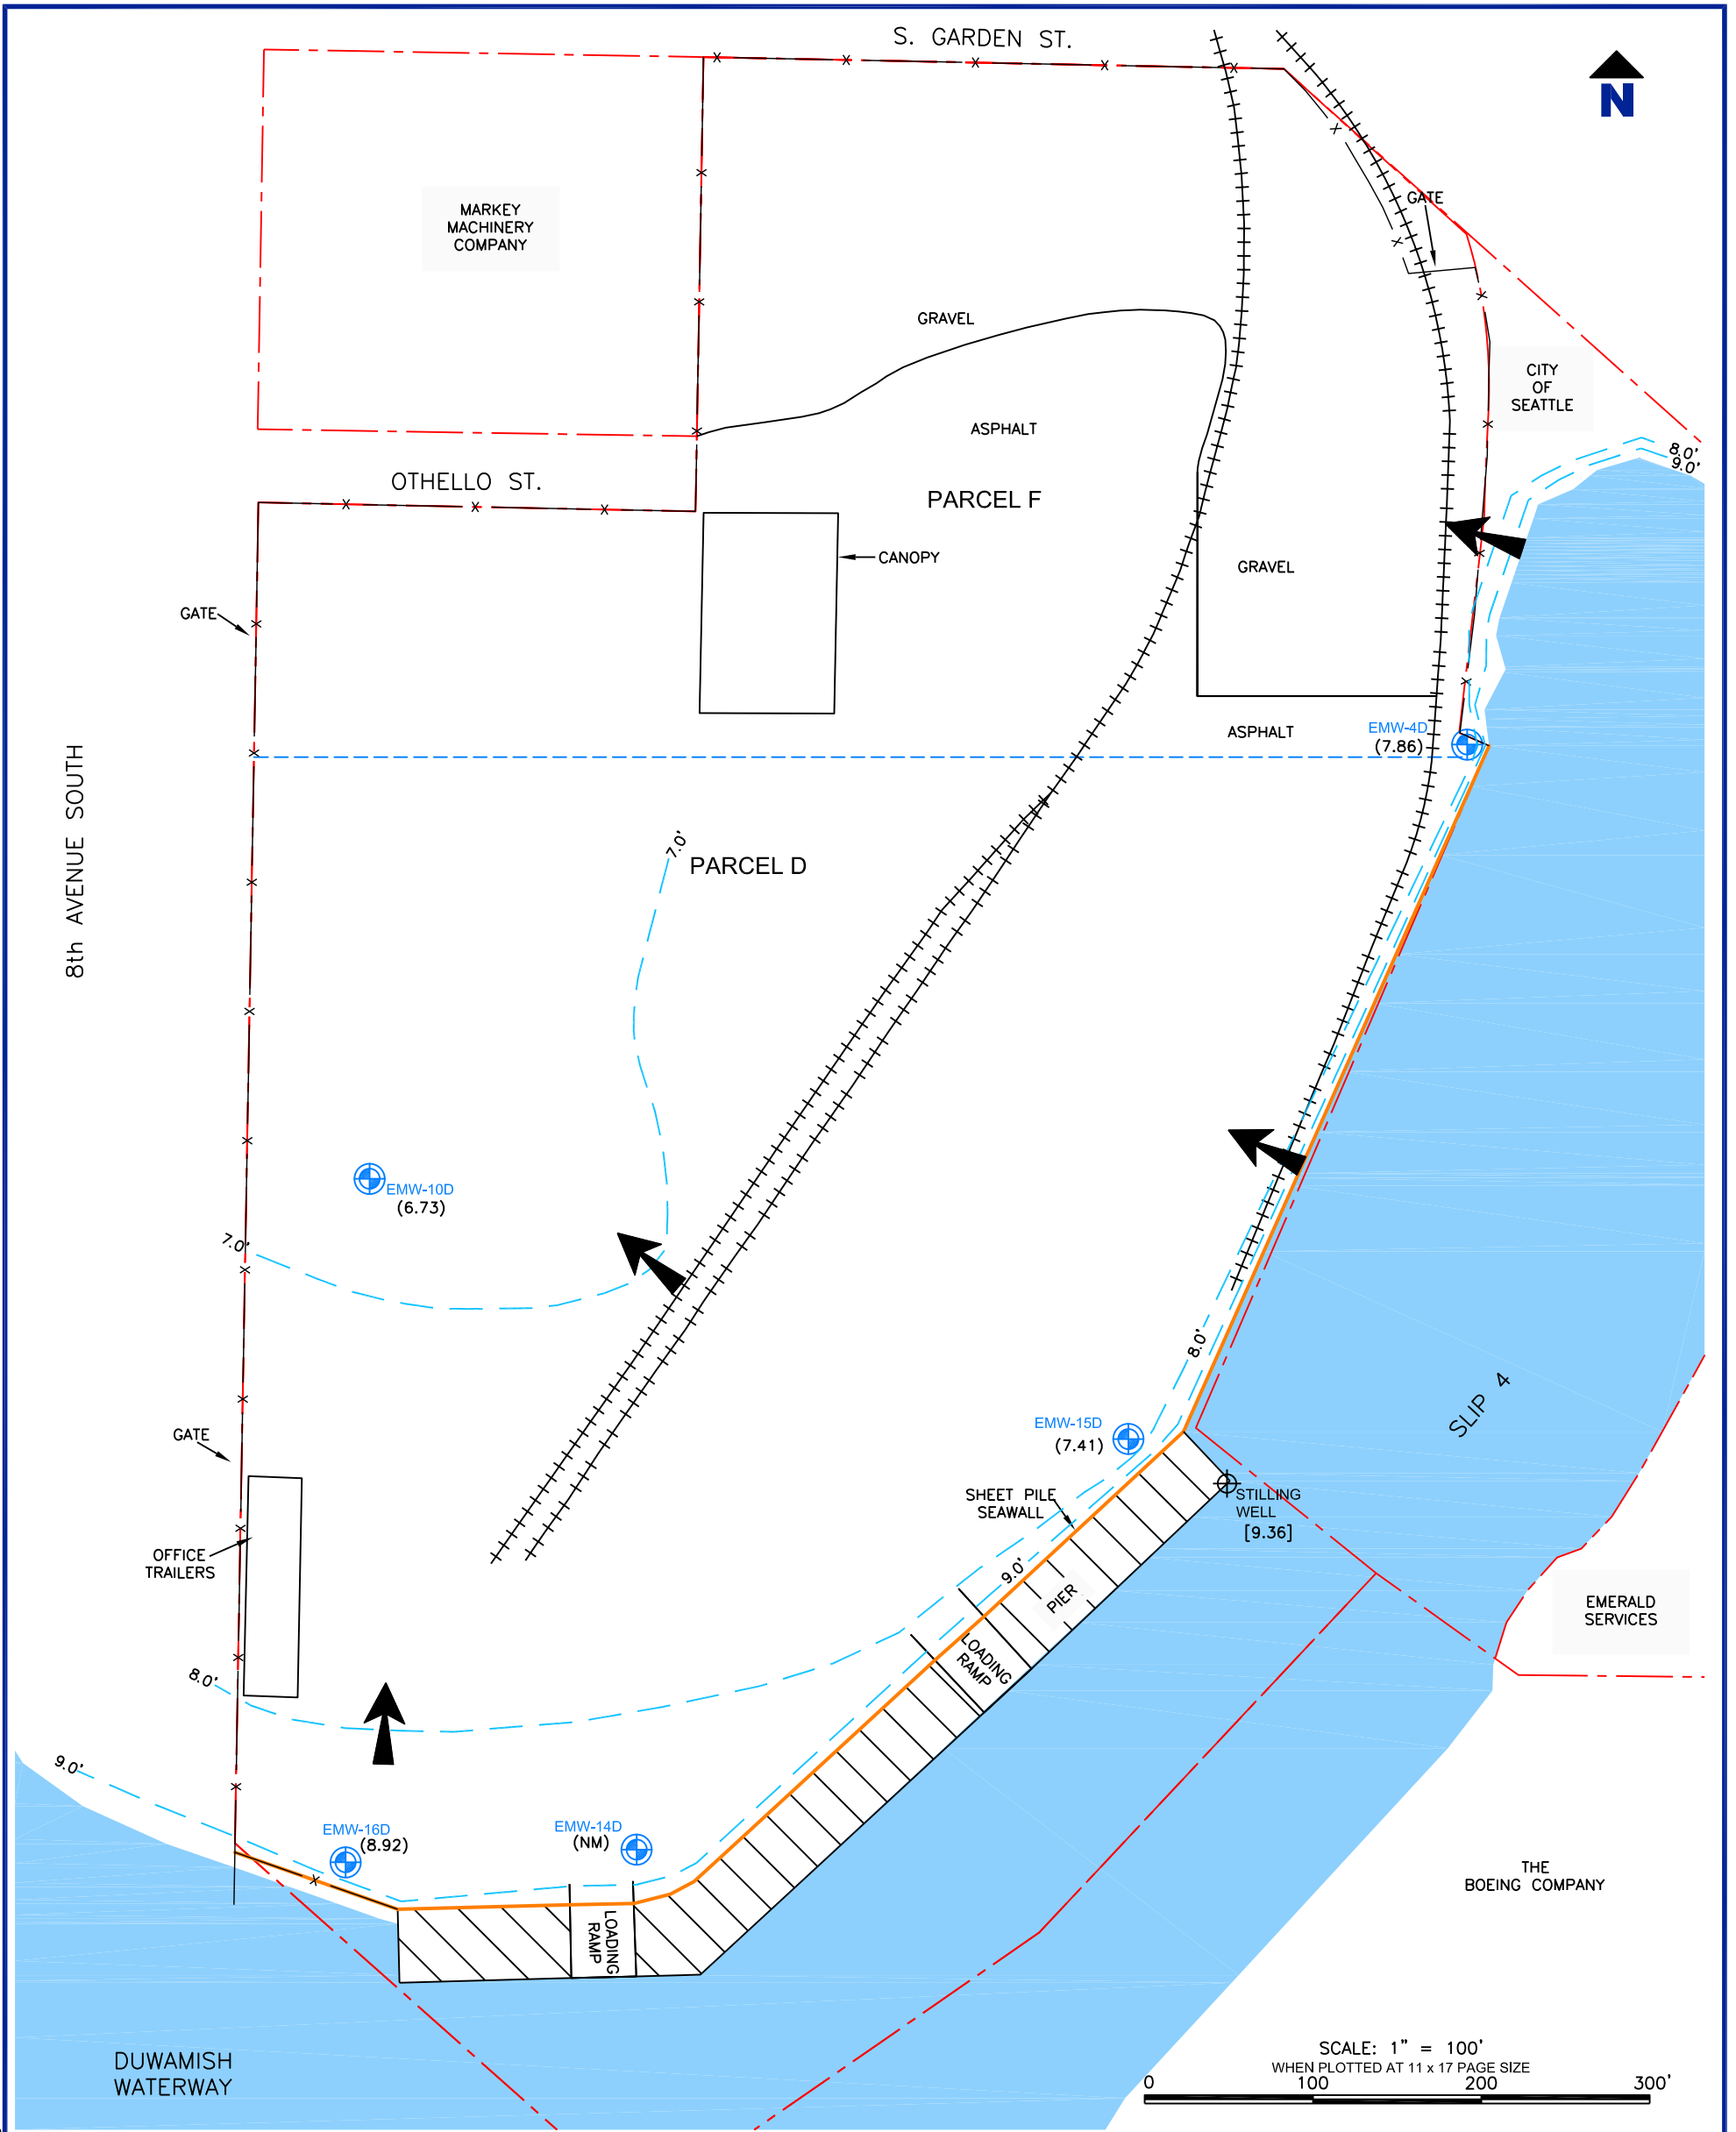 S. GARDEN ST.
N
MARKEY
MACHINERY
COMPANY
GATE
GRAVEL
CITY
OF
SEATTLE
ASPHALT
8.0'
9.0'
OTHELLO ST.
PARCEL F
CANOPY
GRAVEL
GATE
EMW-4D
(7.86)
ASPHALT
8th AVENUE SOUTH
7.0'
PARCEL D
EMW-10D
(6.73)
7.0'
8.0'
SLIP 4
EMW-15D
(7.41)
GATE
SHEET PILE
SEAWALL
STILLING
WELL
[9.36]
OFFICE
TRAILERS
9.0'
PIER
EMERALD
SERVICES
LOADING
RAMP
8.0'
9.0'
EMW-16D
(8.92)
EMW-14D
(NM)
THE
BOEING COMPANY
LOADING
RAMP
DUWAMISH
WATERWAY
SCALE: 1" = 100'
WHEN PLOTTED AT 11 x 17 PAGE SIZE
0 100 200 300'